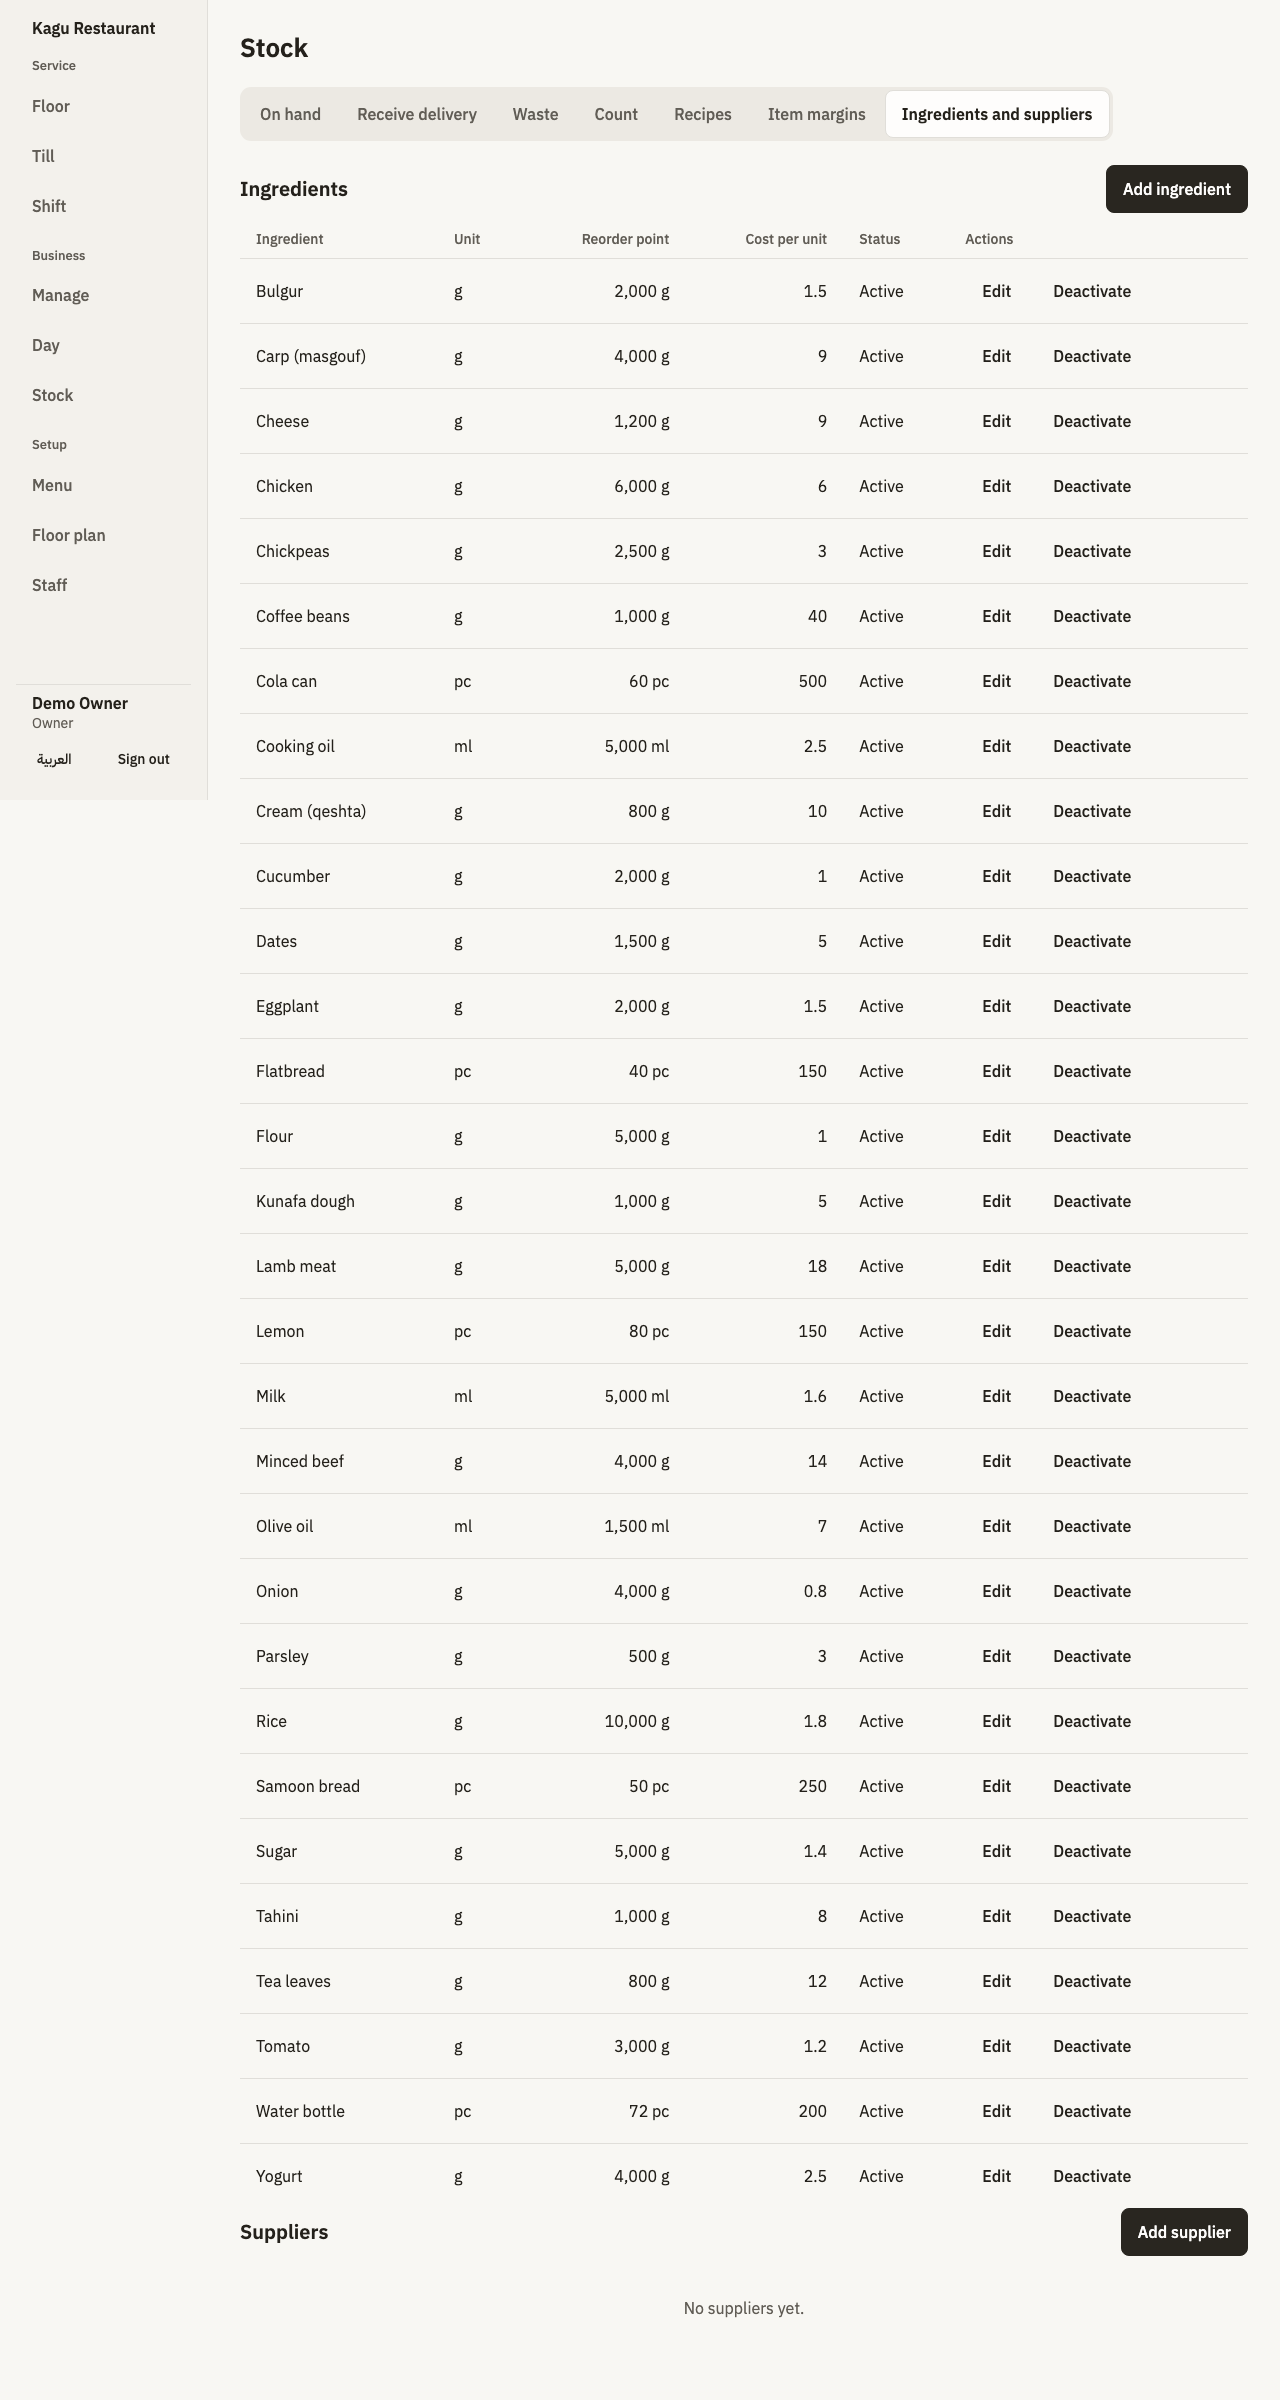 Kagu Restaurant
Service
Floor
Till
Shift
Business
Manage
Day
Stock
Setup
Menu
Floor plan
Staff
Demo Owner
Owner
العربية Sign out
Stock
On hand Receive delivery Waste Count Recipes Item margins Ingredients and suppliers
Ingredients Add ingredient
Ingredient Unit Reorder point Cost per unit Status Actions
Bulgur g 2,000 g 1.5 Active Edit Deactivate
Carp (masgouf) g 4,000 g 9 Active Edit Deactivate
Cheese g 1,200 g 9 Active Edit Deactivate
Chicken g 6,000 g 6 Active Edit Deactivate
Chickpeas g 2,500 g 3 Active Edit Deactivate
Coffee beans g 1,000 g 40 Active Edit Deactivate
Cola can pc 60 pc 500 Active Edit Deactivate
Cooking oil ml 5,000 ml 2.5 Active Edit Deactivate
Cream (qeshta) g 800 g 10 Active Edit Deactivate
Cucumber g 2,000 g 1 Active Edit Deactivate
Dates g 1,500 g 5 Active Edit Deactivate
Eggplant g 2,000 g 1.5 Active Edit Deactivate
Flatbread pc 40 pc 150 Active Edit Deactivate
Flour g 5,000 g 1 Active Edit Deactivate
Kunafa dough g 1,000 g 5 Active Edit Deactivate
Lamb meat g 5,000 g 18 Active Edit Deactivate
Lemon pc 80 pc 150 Active Edit Deactivate
Milk ml 5,000 ml 1.6 Active Edit Deactivate
Minced beef g 4,000 g 14 Active Edit Deactivate
Olive oil ml 1,500 ml 7 Active Edit Deactivate
Onion g 4,000 g 0.8 Active Edit Deactivate
Parsley g 500 g 3 Active Edit Deactivate
Rice g 10,000 g 1.8 Active Edit Deactivate
Samoon bread pc 50 pc 250 Active Edit Deactivate
Sugar g 5,000 g 1.4 Active Edit Deactivate
Tahini g 1,000 g 8 Active Edit Deactivate
Tea leaves g 800 g 12 Active Edit Deactivate
Tomato g 3,000 g 1.2 Active Edit Deactivate
Water bottle pc 72 pc 200 Active Edit Deactivate
Yogurt g 4,000 g 2.5 Active Edit Deactivate
Suppliers Add supplier
No suppliers yet.